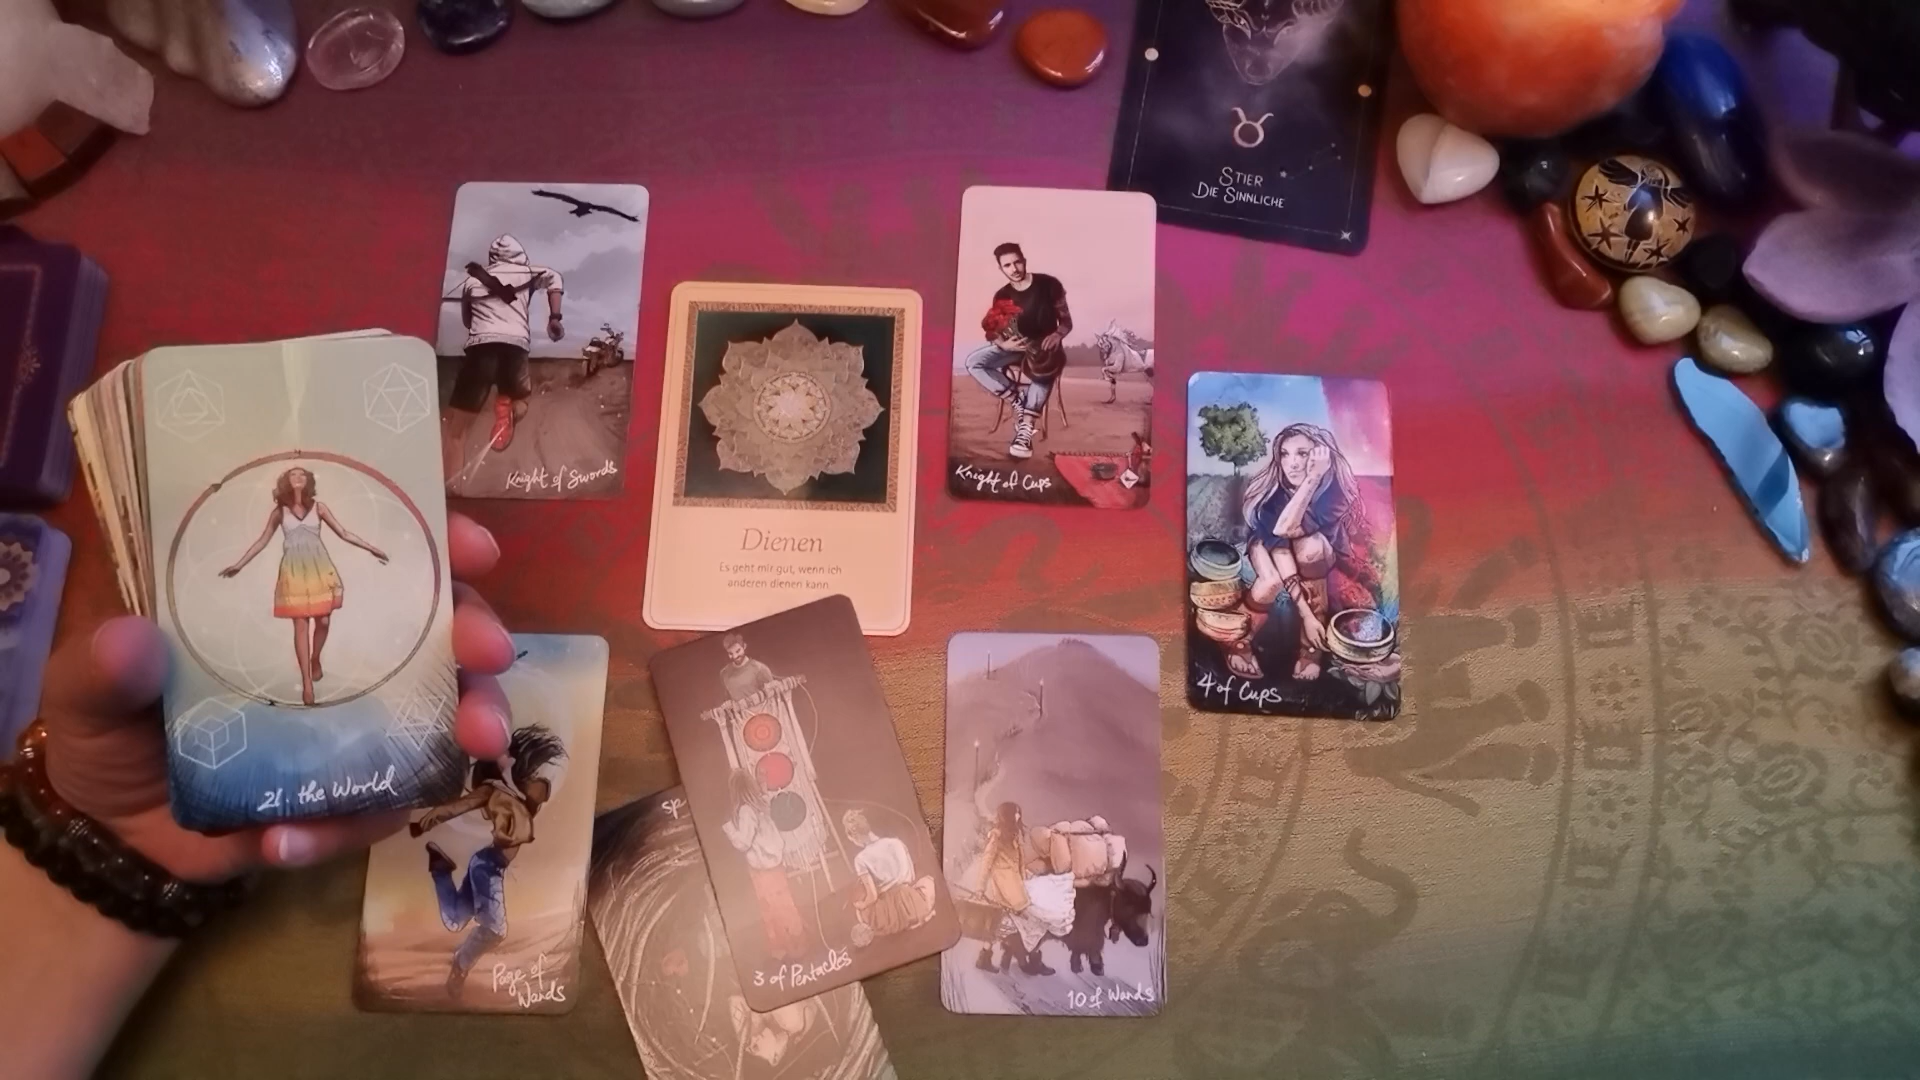 STIER
DIE SINNLICHE
Knight of Swords
Knight of Cups
Dienen
Es geht mir gut, wenn ich
anderen dienen kann
4 of Cups
21. the World
3 of Pentacles
Page of
Wands
10 of Wands